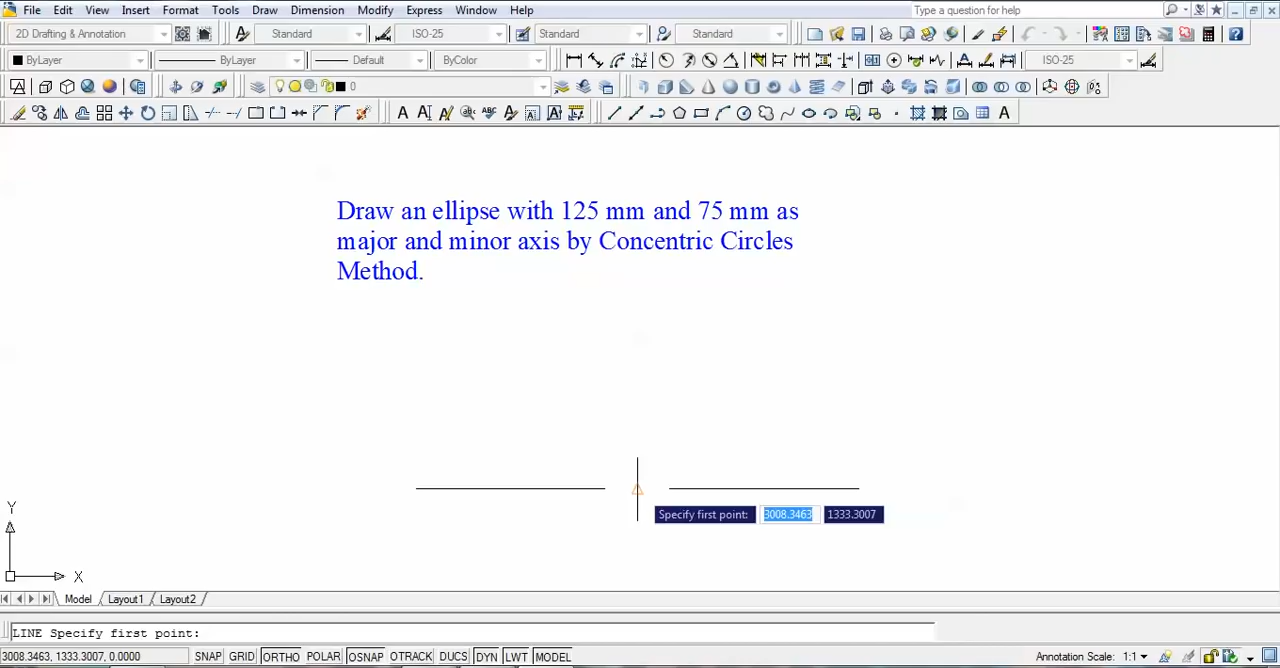 File Edit View Insert Format Tools Draw Dimension Modify Express Window Help Type a question for help
2D Drafting & Annotation Standard ISO-25 Standard Standard
ByLayer ByLayer Default ByColor ISO-25
0
Draw an ellipse with 125 mm and 75 mm as
major and minor axis by Concentric Circles
Method.
Specify first point: 3008.3463 1333.3007
Y
X
Model Layout1 Layout2
LINE Specify first point:
3008.3463, 1333.3007, 0.0000 SNAP GRID ORTHO POLAR OSNAP OTRACK DUCS DYN LWT MODEL Annotation Scale: 1:1